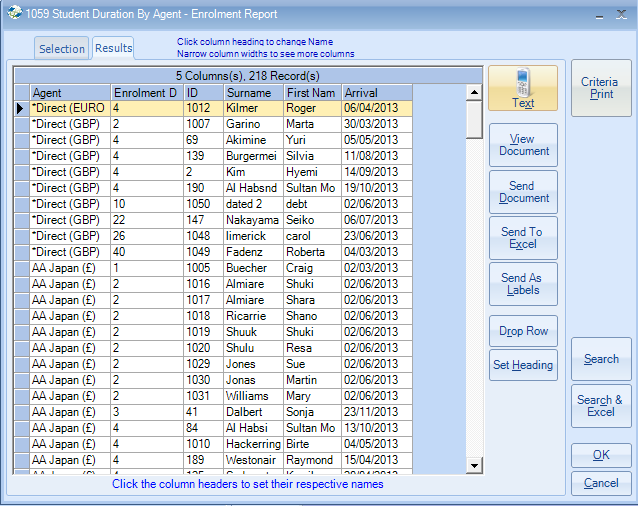 1059 Student Duration By Agent - Enrolment Report
Selection
Results
Click column heading to change Name
Narrow column widths to see more columns
5 Columns(s), 218 Record(s)
Agent Enrolment D ID Surname First Nam Arrival
*Direct (EURO 4 1012 Kilmer Roger 06/04/2013
*Direct (GBP) 2 1007 Garino Marta 30/03/2013
*Direct (GBP) 4 69 Akimine Yuri 05/05/2013
*Direct (GBP) 4 139 Burgermei Silvia 11/08/2013
*Direct (GBP) 4 2 Kim Hyemi 14/09/2013
*Direct (GBP) 4 190 Al Habsnd Sultan Mo 19/10/2013
*Direct (GBP) 10 1050 dated 2 debt 02/06/2013
*Direct (GBP) 22 147 Nakayama Seiko 06/07/2013
*Direct (GBP) 26 1048 limerick carol 23/06/2013
*Direct (GBP) 40 1049 Fadenz Roberta 04/03/2013
AA Japan (£) 1 1005 Buecher Craig 02/03/2013
AA Japan (£) 2 1016 Almiare Shuki 02/06/2013
AA Japan (£) 2 1017 Almiare Shara 02/06/2013
AA Japan (£) 2 1018 Ricarrie Shano 02/06/2013
AA Japan (£) 2 1019 Shuuk Shuki 02/06/2013
AA Japan (£) 2 1020 Shulu Resa 02/06/2013
AA Japan (£) 2 1029 Jones Sue 02/06/2013
AA Japan (£) 2 1030 Jonas Martin 02/06/2013
AA Japan (£) 2 1031 Williams Mary 02/06/2013
AA Japan (£) 3 41 Dalbert Sonja 23/11/2013
AA Japan (£) 4 84 Al Habsi Sultan Mo 13/10/2013
AA Japan (£) 4 1010 Hackerring Birte 04/05/2013
AA Japan (£) 4 189 Westonair Raymond 15/04/2013
Click the column headers to set their respective names
Text
View
Document
Send
Document
Send To
Excel
Send As
Labels
Drop Row
Set Heading
Criteria
Print
Search
Search &
Excel
OK
Cancel